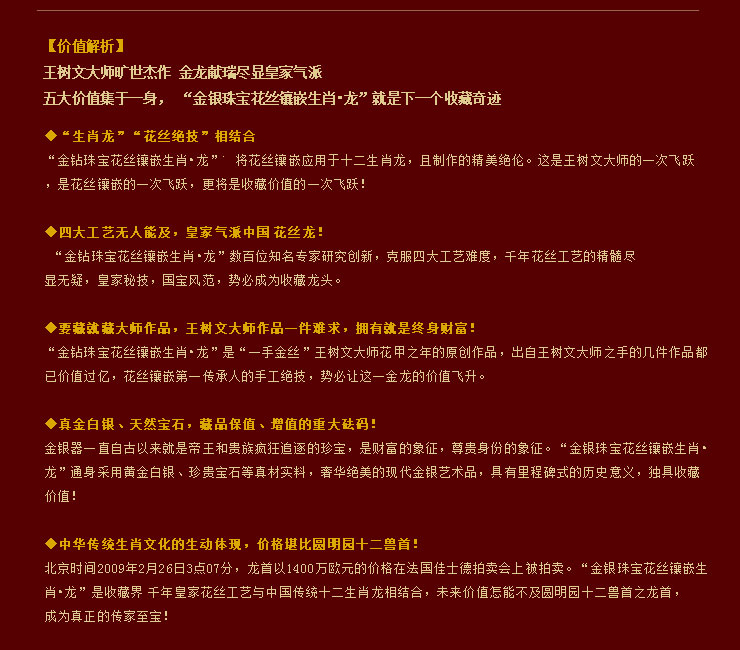 【价值解析】
王树文大师旷世杰作 金龙献瑞尽显皇家气派
五大价值集于一身， “金银珠宝花丝镶嵌生肖•龙”就是下一个收藏奇迹
◆“生肖龙”“花丝绝技”相结合
“金钻珠宝花丝镶嵌生肖•龙” 将花丝镶嵌应用于十二生肖龙，且制作的精美绝伦。这是王树文大师的一次飞跃
，是花丝镶嵌的一次飞跃，更将是收藏价值的一次飞跃！
◆四大工艺无人能及，皇家气派中国 花丝龙！
“金钻珠宝花丝镶嵌生肖•龙”数百位知名专家研究创新，克服四大工艺难度，千年花丝工艺的精髓尽
显无疑，皇家秘技，国宝风范，势必成为收藏龙头。
◆要藏就藏大师作品，王树文大师作品一件难求，拥有就是终身财富！
“金钻珠宝花丝镶嵌生肖•龙”是“一手金丝”王树文大师花甲之年的原创作品，出自王树文大师之手的几件作品都
已价值过亿，花丝镶嵌第一传承人的手工绝技，势必让这一金龙的价值飞升。
◆真金白银、天然宝石，藏品保值、增值的重大砝码！
金银器一直自古以来就是帝王和贵族疯狂追逐的珍宝，是财富的象征，尊贵身份的象征。“金银珠宝花丝镶嵌生肖•
龙”通身采用黄金白银、珍贵宝石等真材实料，奢华绝美的现代金银艺术品，具有里程碑式的历史意义，独具收藏
价值！
◆中华传统生肖文化的生动体现，价格堪比圆明园十二兽首！
北京时间2009年2月26日3点07分，龙首以1400万欧元的价格在法国佳士德拍卖会上被拍卖。“金银珠宝花丝镶嵌生
肖•龙”是收藏界 千年皇家花丝工艺与中国传统十二生肖龙相结合，未来价值怎能不及圆明园十二兽首之龙首，
成为真正的传家至宝！